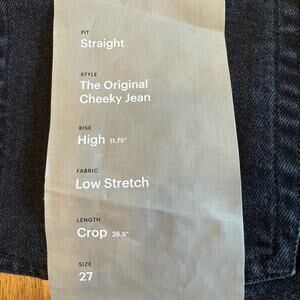 FIT
Straight
STYLE
The Original
Cheeky Jean
RISE
High 11.75"
FABRIC
Low Stretch
LENGTH
Crop 26.5"
SIZE
27